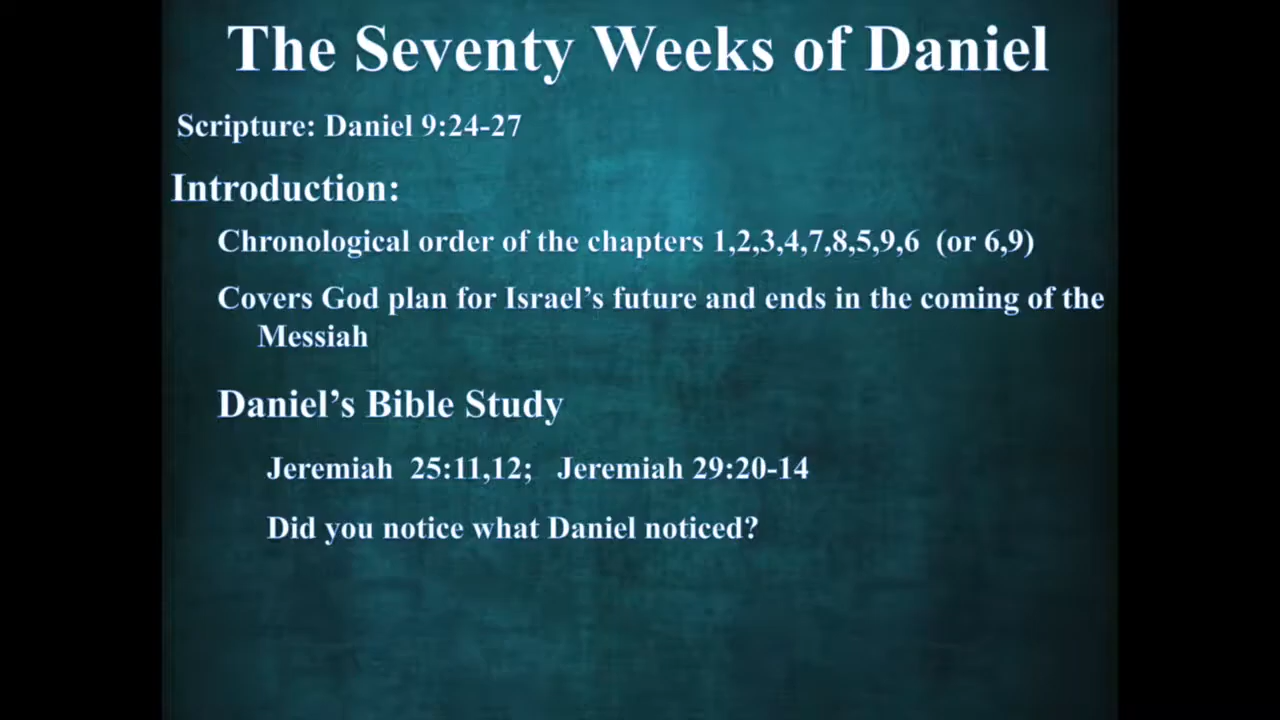 The Seventy Weeks of Daniel
Scripture: Daniel 9:24-27
Introduction:
Chronological order of the chapters 1,2,3,4,7,8,5,9,6  (or 6,9)
Covers God plan for Israel’s future and ends in the coming of the
Messiah
Daniel’s Bible Study
Jeremiah  25:11,12;   Jeremiah 29:20-14
Did you notice what Daniel noticed?